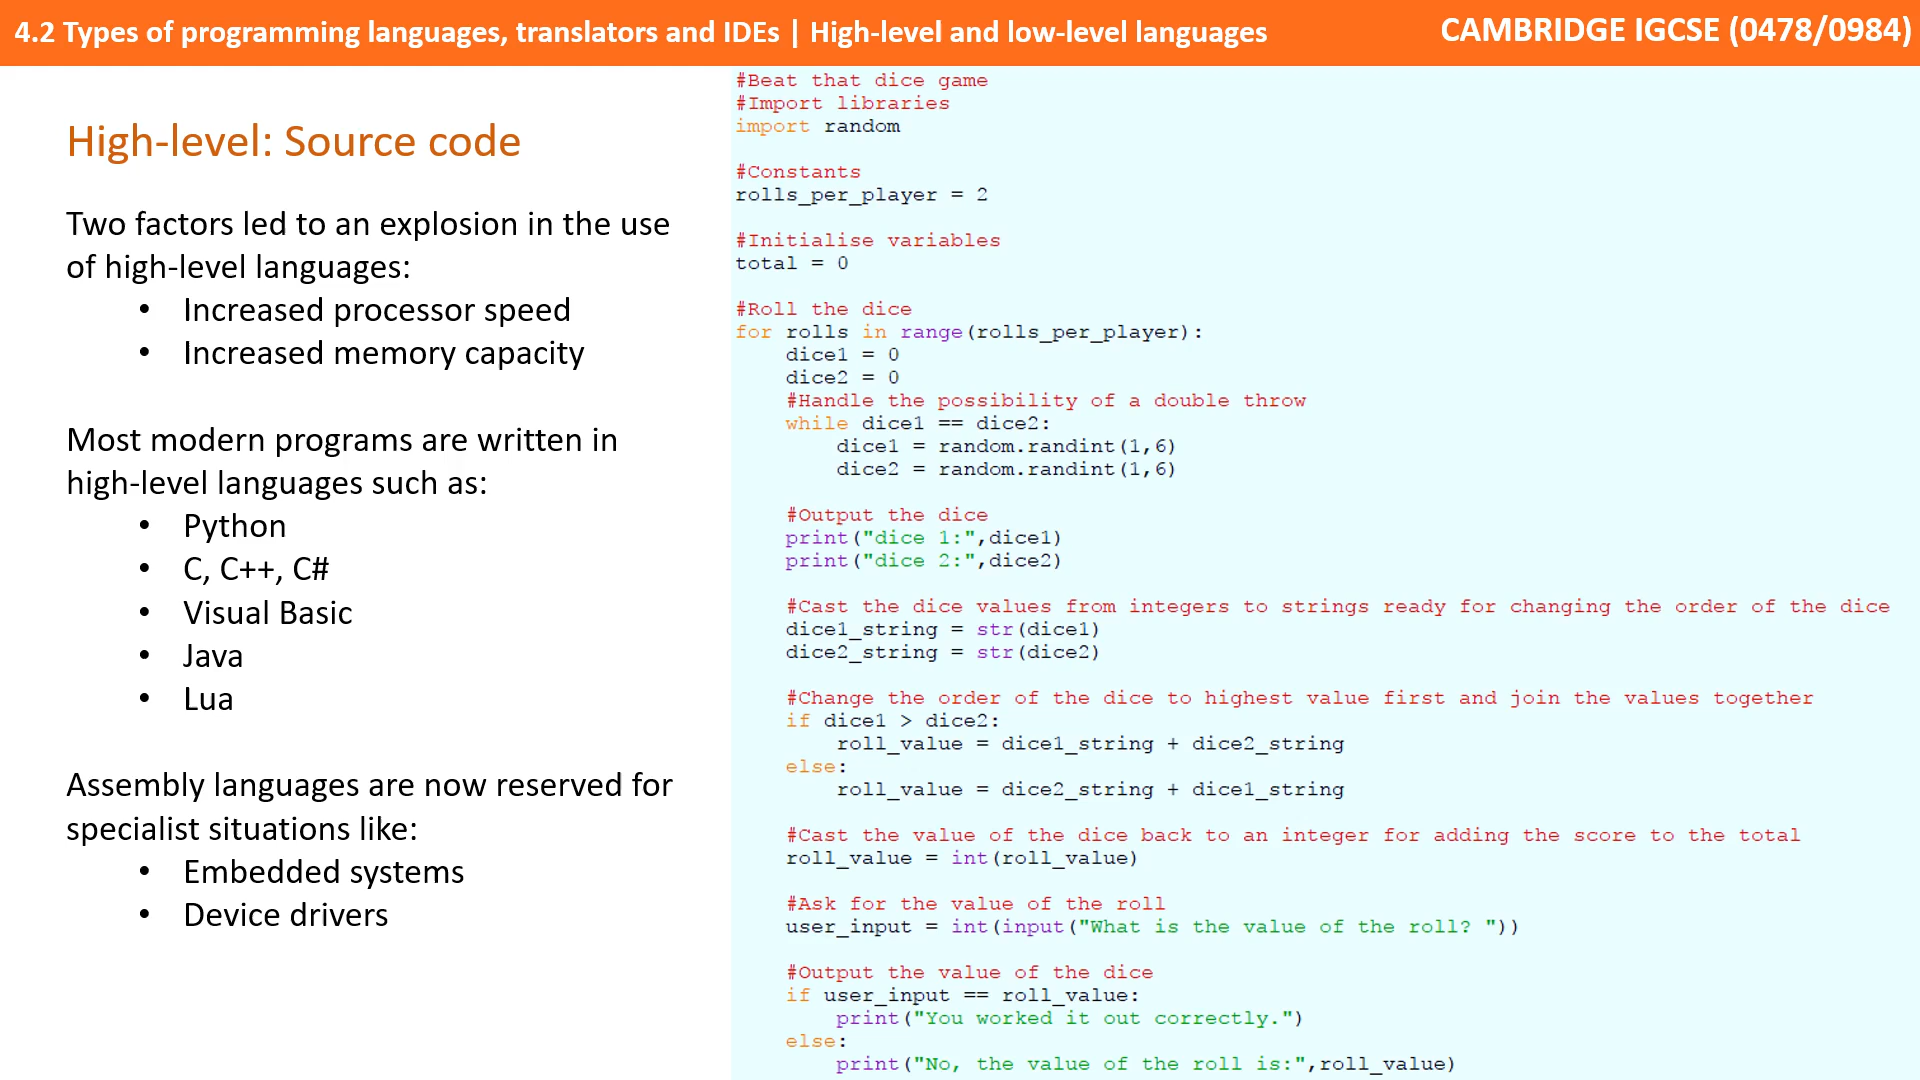 4.2 Types of programming languages, translators and IDEs | High-level and low-level languages
CAMBRIDGE IGCSE (0478/0984)
High-level: Source code
Two factors led to an explosion in the use
of high-level languages:
• Increased processor speed
• Increased memory capacity
Most modern programs are written in
high-level languages such as:
• Python
• C, C++, C#
• Visual Basic
• Java
• Lua
Assembly languages are now reserved for
specialist situations like:
• Embedded systems
• Device drivers
#Beat that dice game
#Import libraries
import random

#Constants
rolls_per_player = 2

#Initialise variables
total = 0

#Roll the dice
for rolls in range(rolls_per_player):
    dice1 = 0
    dice2 = 0
    #Handle the possibility of a double throw
    while dice1 == dice2:
        dice1 = random.randint(1,6)
        dice2 = random.randint(1,6)

    #Output the dice
    print("dice 1:",dice1)
    print("dice 2:",dice2)

    #Cast the dice values from integers to strings ready for changing the order of the dice
    dice1_string = str(dice1)
    dice2_string = str(dice2)

    #Change the order of the dice to highest value first and join the values together
    if dice1 > dice2:
        roll_value = dice1_string + dice2_string
    else:
        roll_value = dice2_string + dice1_string

    #Cast the value of the dice back to an integer for adding the score to the total
    roll_value = int(roll_value)

    #Ask for the value of the roll
    user_input = int(input("What is the value of the roll? "))

    #Output the value of the dice
    if user_input == roll_value:
        print("You worked it out correctly.")
    else:
        print("No, the value of the roll is:",roll_value)